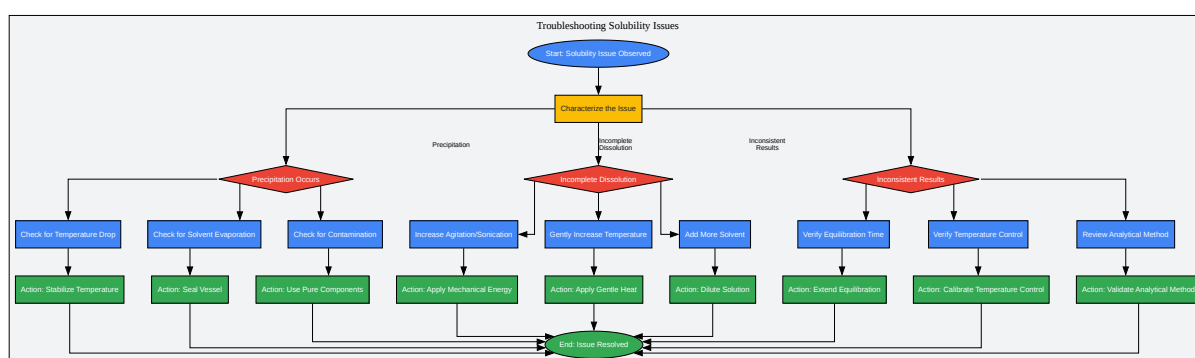 Troubleshooting Solubility Issues
Start: Solubility Issue Observed
Characterize the Issue
Precipitation
Incomplete
Dissolution
Inconsistent
Results
Precipitation Occurs
Incomplete Dissolution
Inconsistent Results
Check for Temperature Drop
Check for Solvent Evaporation
Check for Contamination
Increase Agitation/Sonication
Gently Increase Temperature
Add More Solvent
Verify Equilibration Time
Verify Temperature Control
Review Analytical Method
Action: Stabilize Temperature
Action: Seal Vessel
Action: Use Pure Components
Action: Apply Mechanical Energy
Action: Apply Gentle Heat
Action: Dilute Solution
Action: Extend Equilibration
Action: Calibrate Temperature Control
Action: Validate Analytical Method
End: Issue Resolved